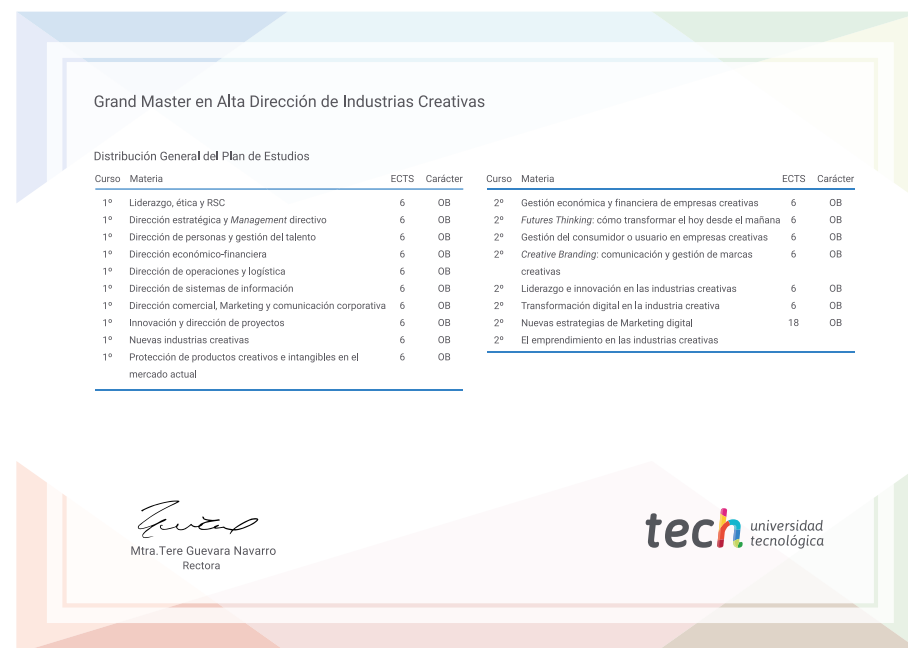 Grand Master en Alta Dirección de Industrias Creativas
Distribución General del Plan de Estudios
Curso Materia ECTS Carácter
1º Liderazgo, ética y RSC 6 OB
1º Dirección estratégica y Management directivo 6 OB
1º Dirección de personas y gestión del talento 6 OB
1º Dirección económico-financiera 6 OB
1º Dirección de operaciones y logística 6 OB
1º Dirección de sistemas de información 6 OB
1º Dirección comercial, Marketing y comunicación corporativa 6 OB
1º Innovación y dirección de proyectos 6 OB
1º Nuevas industrias creativas 6 OB
1º Protección de productos creativos e intangibles en el 6 OB
mercado actual
Curso Materia ECTS Carácter
2º Gestión económica y financiera de empresas creativas 6 OB
2º Futures Thinking: cómo transformar el hoy desde el mañana 6 OB
2º Gestión del consumidor o usuario en empresas creativas 6 OB
2º Creative Branding: comunicación y gestión de marcas 6 OB
creativas
2º Liderazgo e innovación en las industrias creativas 6 OB
2º Transformación digital en la industria creativa 6 OB
2º Nuevas estrategias de Marketing digital 18 OB
2º El emprendimiento en las industrias creativas
Mtra.Tere Guevara Navarro
Rectora
tech universidad
tecnológica